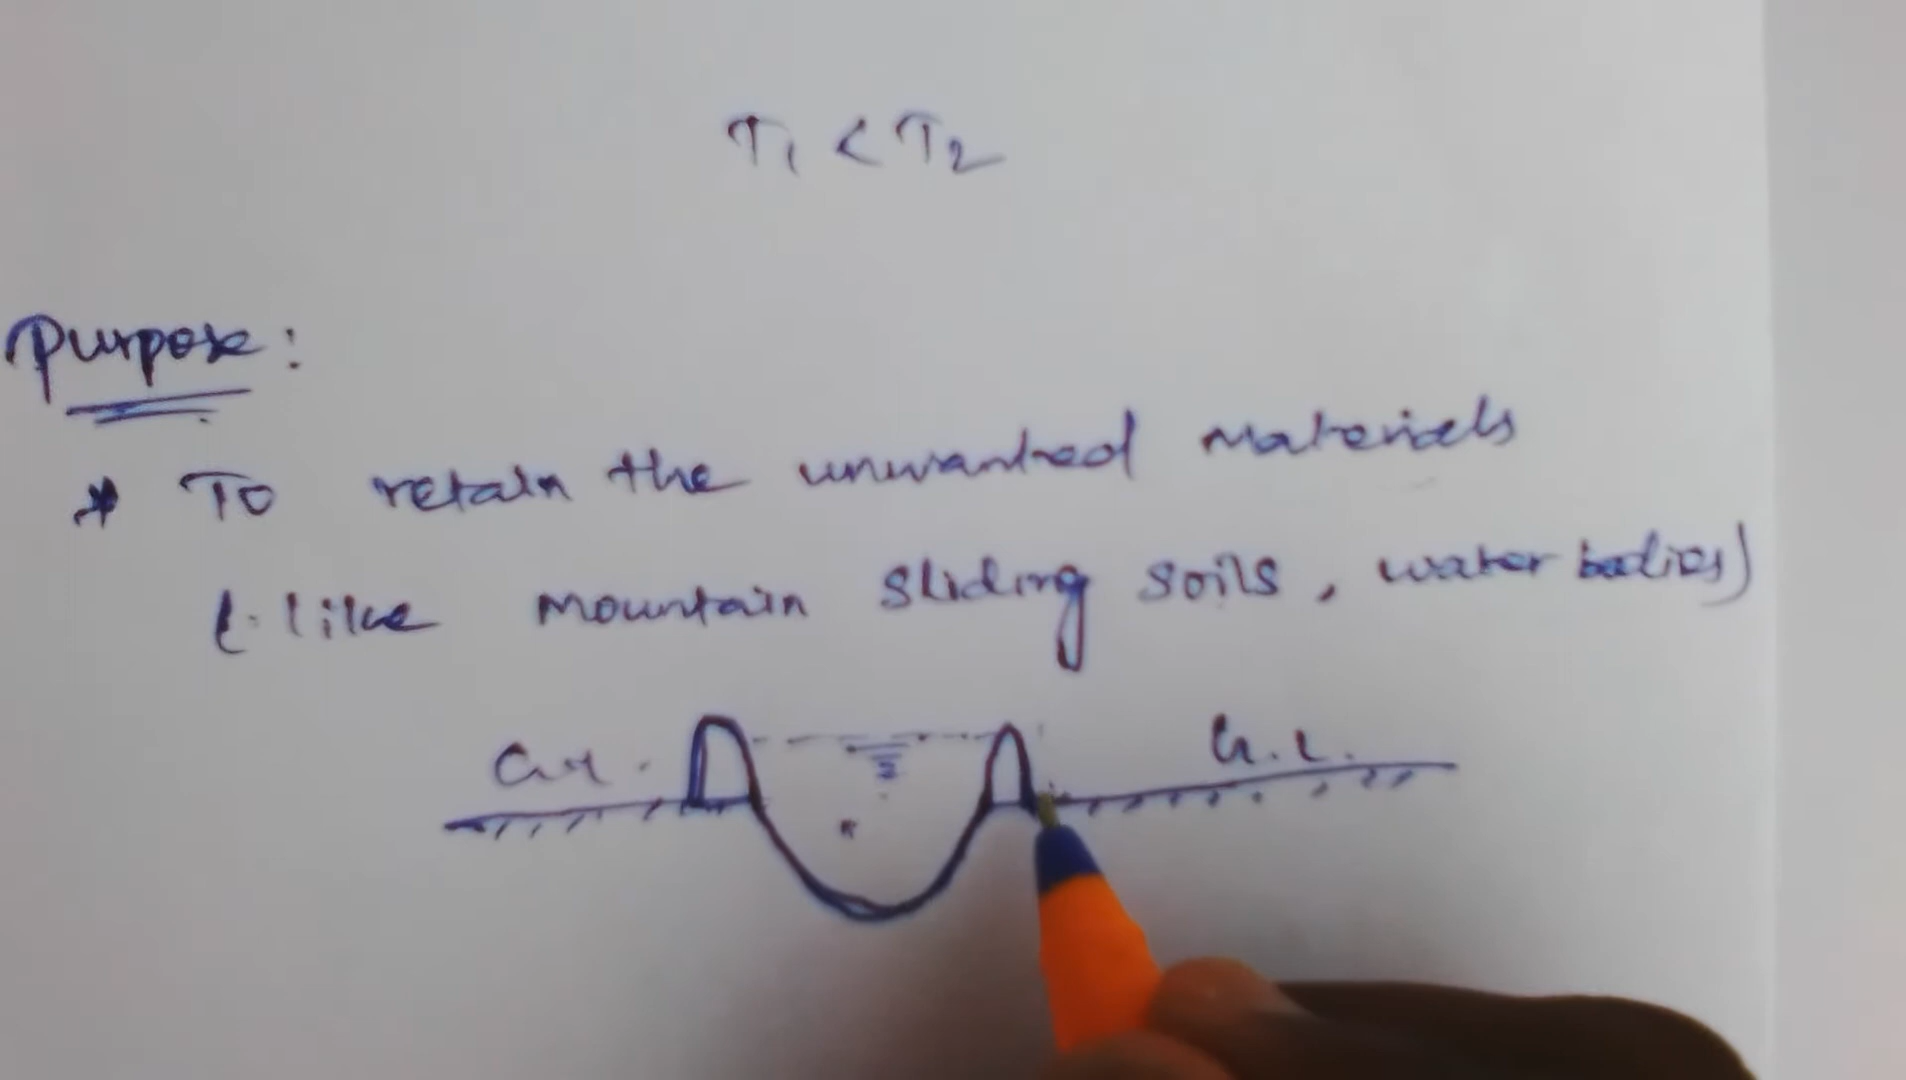 T1 < T2
Purpose:
* To retain the unwanted materials
(. like mountain sliding soils, water bodies)
G.L. G.L.